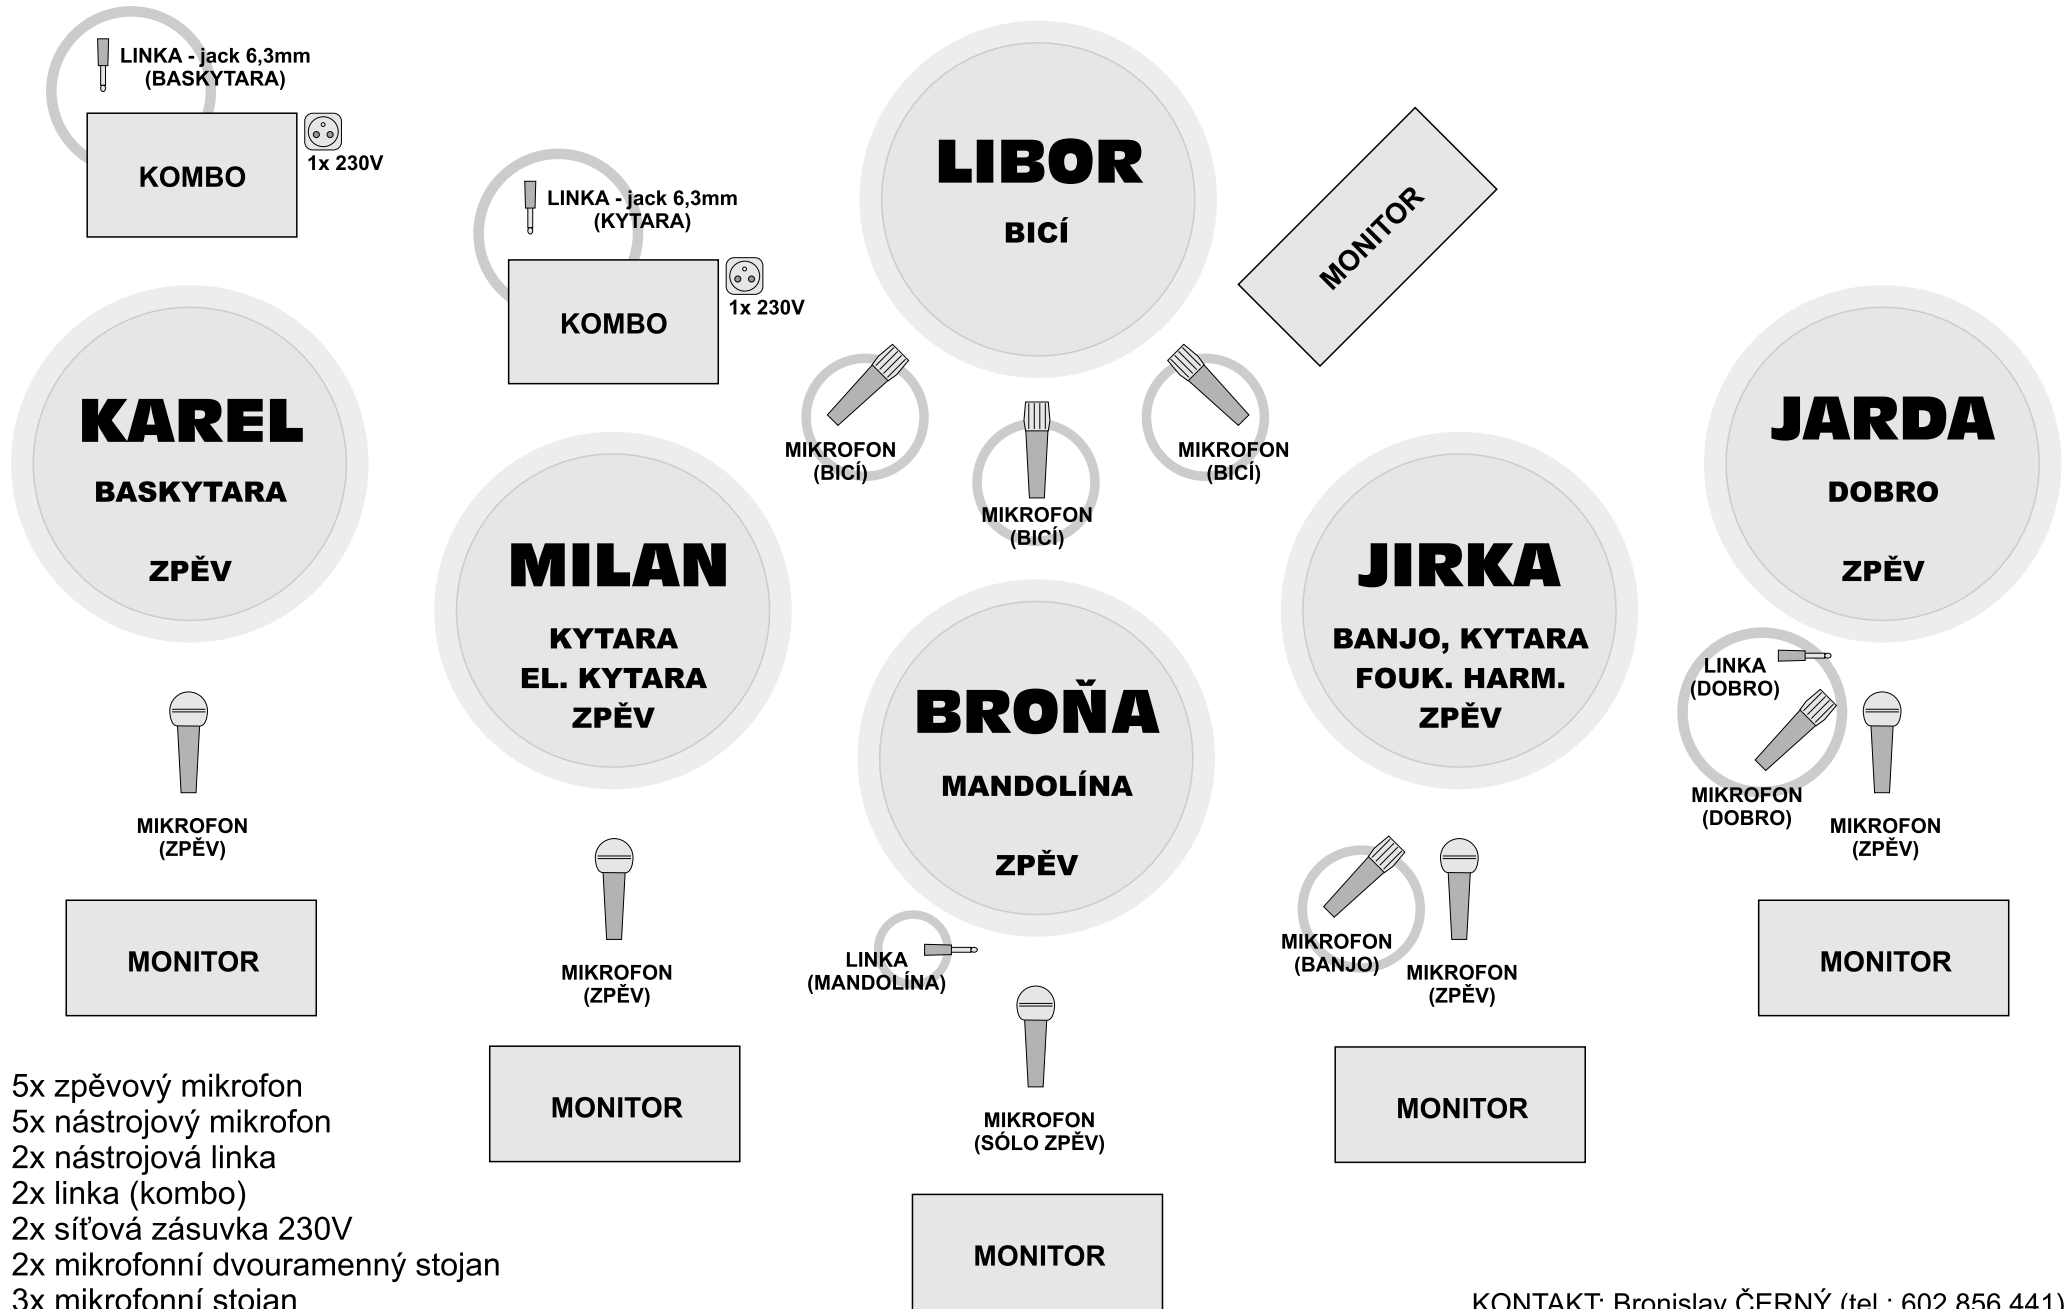 LINKA - jack 6,3mm
(BASKYTARA)
KOMBO
1x 230V
LINKA - jack 6,3mm
(KYTARA)
KOMBO
1x 230V
LIBOR
BICÍ
MONITOR
MIKROFON
(BICÍ)
MIKROFON
(BICÍ)
MIKROFON
(BICÍ)
KAREL
BASKYTARA
ZPĚV
MIKROFON
(ZPĚV)
MONITOR
MILAN
KYTARA
EL. KYTARA
ZPĚV
MIKROFON
(ZPĚV)
MONITOR
BROŇA
MANDOLÍNA
ZPĚV
LINKA
(MANDOLÍNA)
MIKROFON
(SÓLO ZPĚV)
MONITOR
JIRKA
BANJO, KYTARA
FOUK. HARM.
ZPĚV
MIKROFON
(BANJO)
MIKROFON
(ZPĚV)
MONITOR
JARDA
DOBRO
ZPĚV
LINKA
(DOBRO)
MIKROFON
(DOBRO)
MIKROFON
(ZPĚV)
MONITOR
5x zpěvový mikrofon
5x nástrojový mikrofon
2x nástrojová linka
2x linka (kombo)
2x síťová zásuvka 230V
2x mikrofonní dvouramenný stojan
3x mikrofonní stojan
KONTAKT: Bronislav ČERNÝ (tel.: 602 856 441)